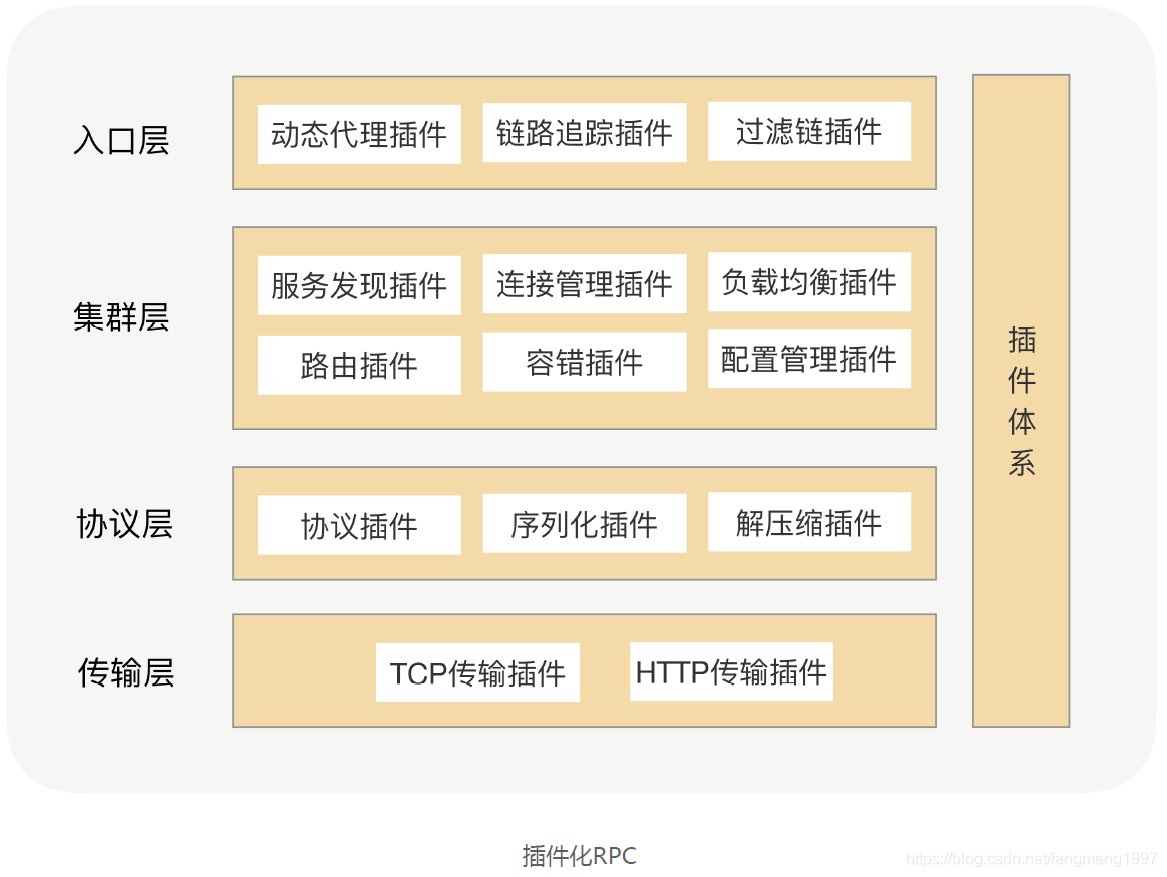 入口层
动态代理插件
链路追踪插件
过滤链插件
集群层
服务发现插件
连接管理插件
负载均衡插件
路由插件
容错插件
配置管理插件
协议层
协议插件
序列化插件
解压缩插件
传输层
TCP传输插件
HTTP传输插件
插件体系
插件化RPC
https://blog.csdn.net/fangmeng1997